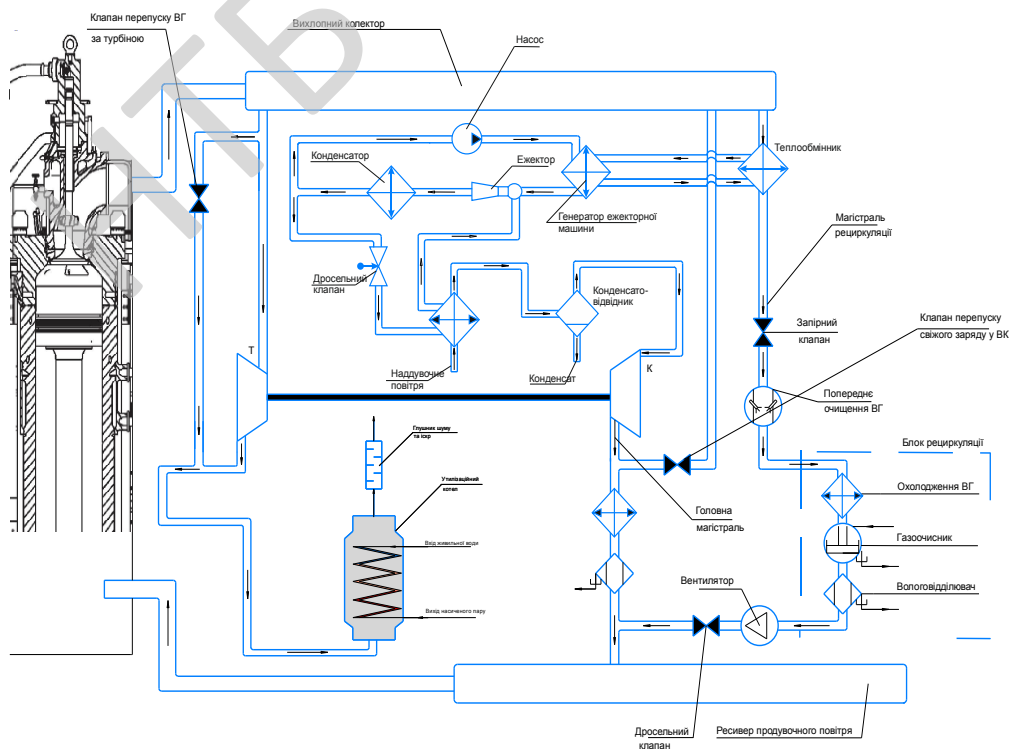 Клапан перепуску ВГ
за турбіною
Вихлопний колектор
Насос
НТБ
Конденсатор
Ежектор
Теплообмінник
Генератор ежекторної
машини
Магістраль
рециркуляції
Дросельний
клапан
Конденсато-
відвідник
Запірний
клапан
Клапан перепуску
свіжого заряду у ВК
Т
К
Наддувочне
повітря
Конденсат
Попереднє
очищення ВГ
Глушник шуму
та іскр
Блок рециркуляції
Утилізаційний
котел
Охолодження ВГ
Головна
магістраль
Газоочисник
Вхід живильної води
Вентилятор
Вологовідділювач
Вихід насиченого пару
Дросельний
клапан
Ресивер продувочного повітря